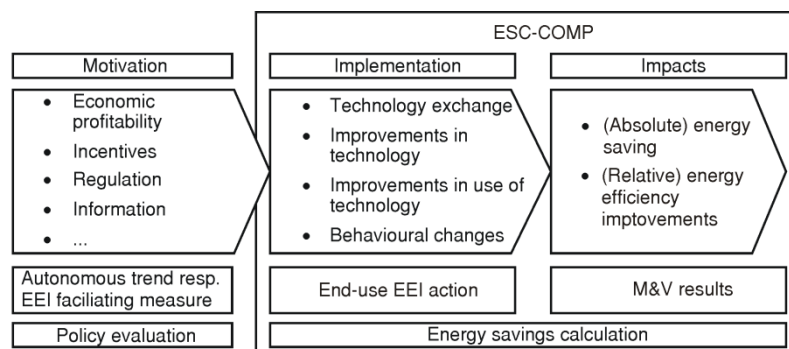 ESC-COMP
Motivation
Implementation
Impacts
• Economic
profitability
• Incentives
• Regulation
• Information
• ...
• Technology exchange
• Improvements in
technology
• Improvements in use of
technology
• Behavioural changes
• (Absolute) energy
saving
• (Relative) energy
efficiency
imptovements
Autonomous trend resp.
EEI faciliating measure
End-use EEI action
M&V results
Policy evaluation
Energy savings calculation